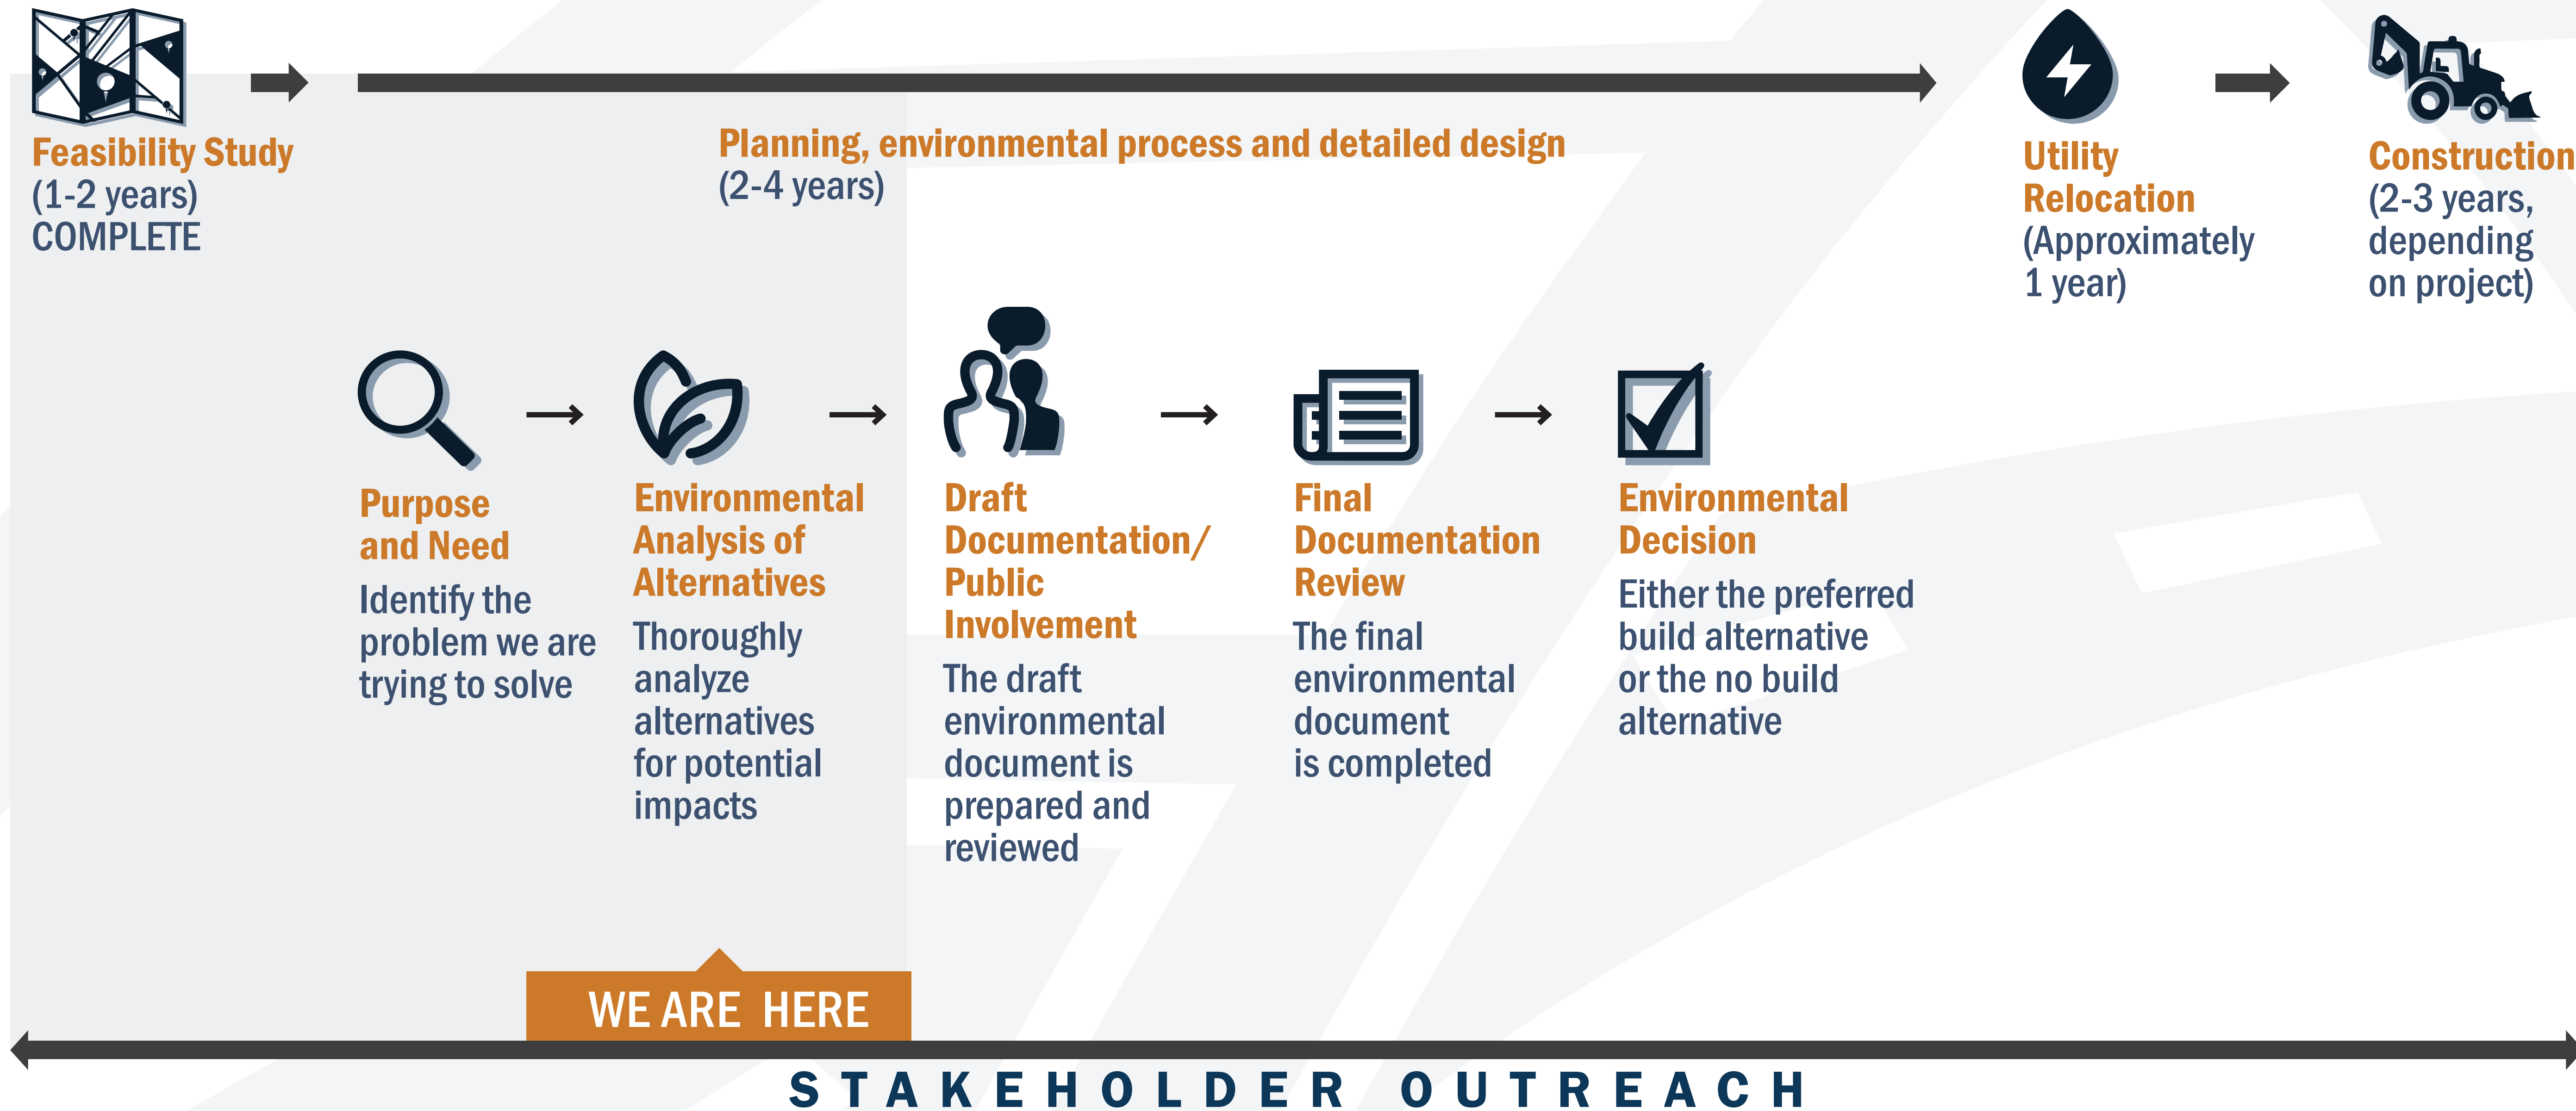 Feasibility Study
(1-2 years)
COMPLETE
Planning, environmental process and detailed design
(2-4 years)
Utility
Relocation
(Approximately
1 year)
Construction
(2-3 years,
depending
on project)
Purpose
and Need
Identify the
problem we are
trying to solve
Environmental
Analysis of
Alternatives
Thoroughly
analyze
alternatives
for potential
impacts
Draft
Documentation/
Public
Involvement
The draft
environmental
document is
prepared and
reviewed
Final
Documentation
Review
The final
environmental
document
is completed
Environmental
Decision
Either the preferred
build alternative
or the no build
alternative
WE ARE HERE
STAKEHOLDER OUTREACH